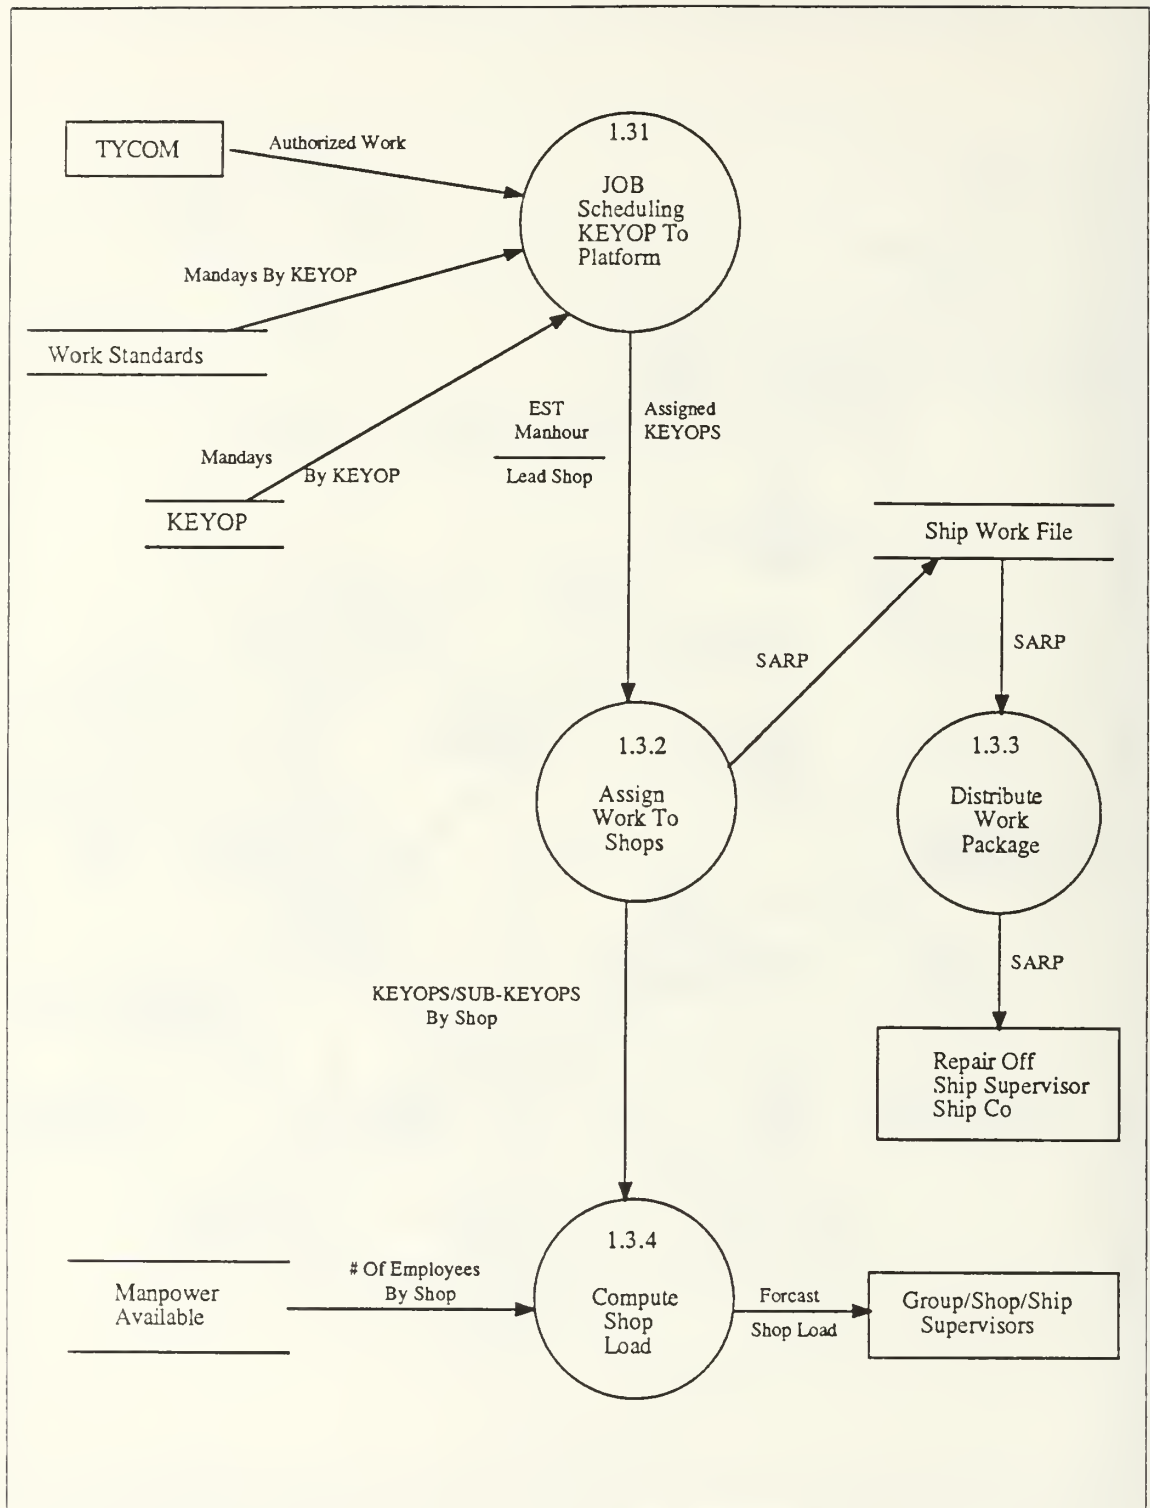 TYCOM
Authorized Work
1.31
JOB
Scheduling
KEYOP To
Platform
Mandays By KEYOP
Work Standards
Mandays
By KEYOP
KEYOP
EST
Manhour
Lead Shop
Assigned
KEYOPS
Ship Work File
SARP
SARP
1.3.2
Assign
Work To
Shops
1.3.3
Distribute
Work
Package
SARP
KEYOPS/SUB-KEYOPS
By Shop
Repair Off
Ship Supervisor
Ship Co
Manpower
Available
# Of Employees
By Shop
1.3.4
Compute
Shop
Load
Forcast
Shop Load
Group/Shop/Ship
Supervisors